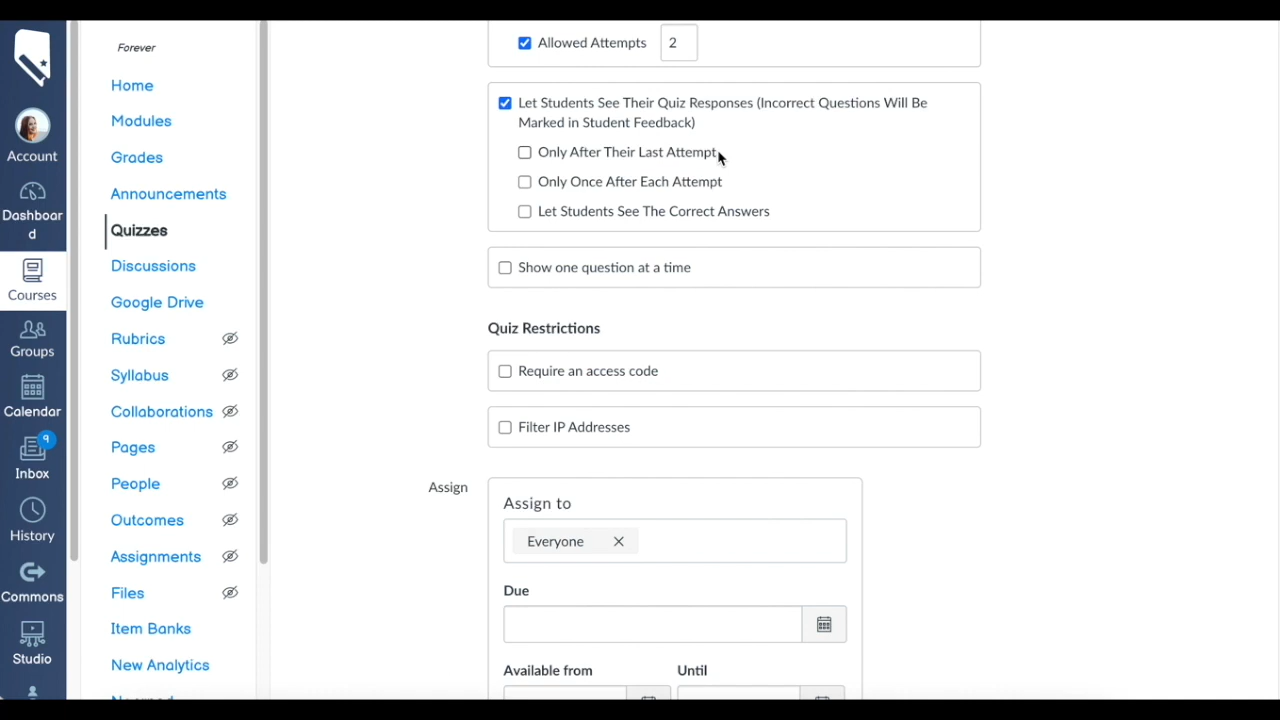 Forever
Account
Dashboar
d
Courses
Groups
Calendar
9
Inbox
History
Commons
Studio
Home
Modules
Grades
Announcements
Quizzes
Discussions
Google Drive
Rubrics
Syllabus
Collaborations
Pages
People
Outcomes
Assignments
Files
Item Banks
New Analytics
Allowed Attempts 2
Let Students See Their Quiz Responses (Incorrect Questions Will Be
Marked in Student Feedback)
Only After Their Last Attempt
Only Once After Each Attempt
Let Students See The Correct Answers
Show one question at a time
Quiz Restrictions
Require an access code
Filter IP Addresses
Assign
Assign to
Everyone
Due
Available from Until